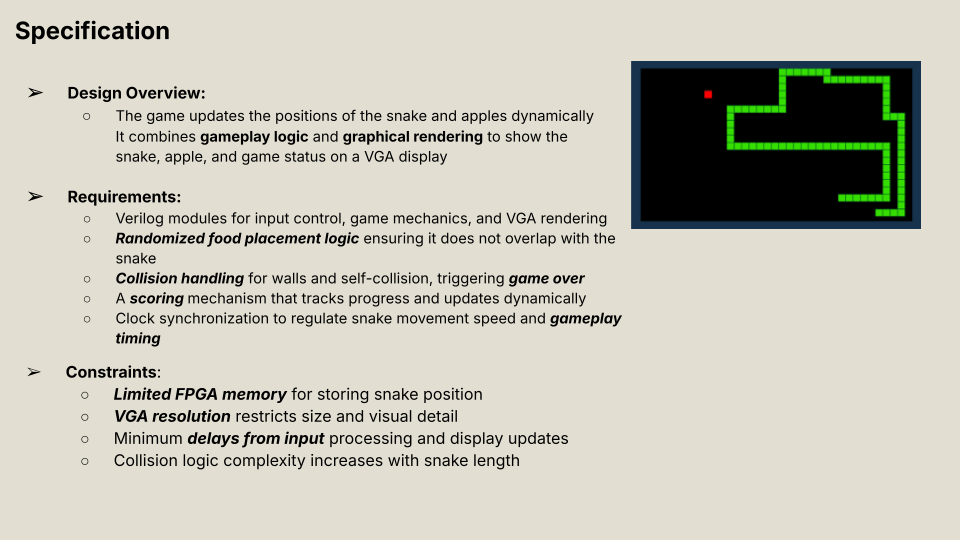 Specification
➢ Design Overview:
○ The game updates the positions of the snake and apples dynamically
It combines gameplay logic and graphical rendering to show the
snake, apple, and game status on a VGA display
➢ Requirements:
○ Verilog modules for input control, game mechanics, and VGA rendering
○ Randomized food placement logic ensuring it does not overlap with the
snake
○ Collision handling for walls and self-collision, triggering game over
○ A scoring mechanism that tracks progress and updates dynamically
○ Clock synchronization to regulate snake movement speed and gameplay
timing
➢ Constraints:
○ Limited FPGA memory for storing snake position
○ VGA resolution restricts size and visual detail
○ Minimum delays from input processing and display updates
○ Collision logic complexity increases with snake length